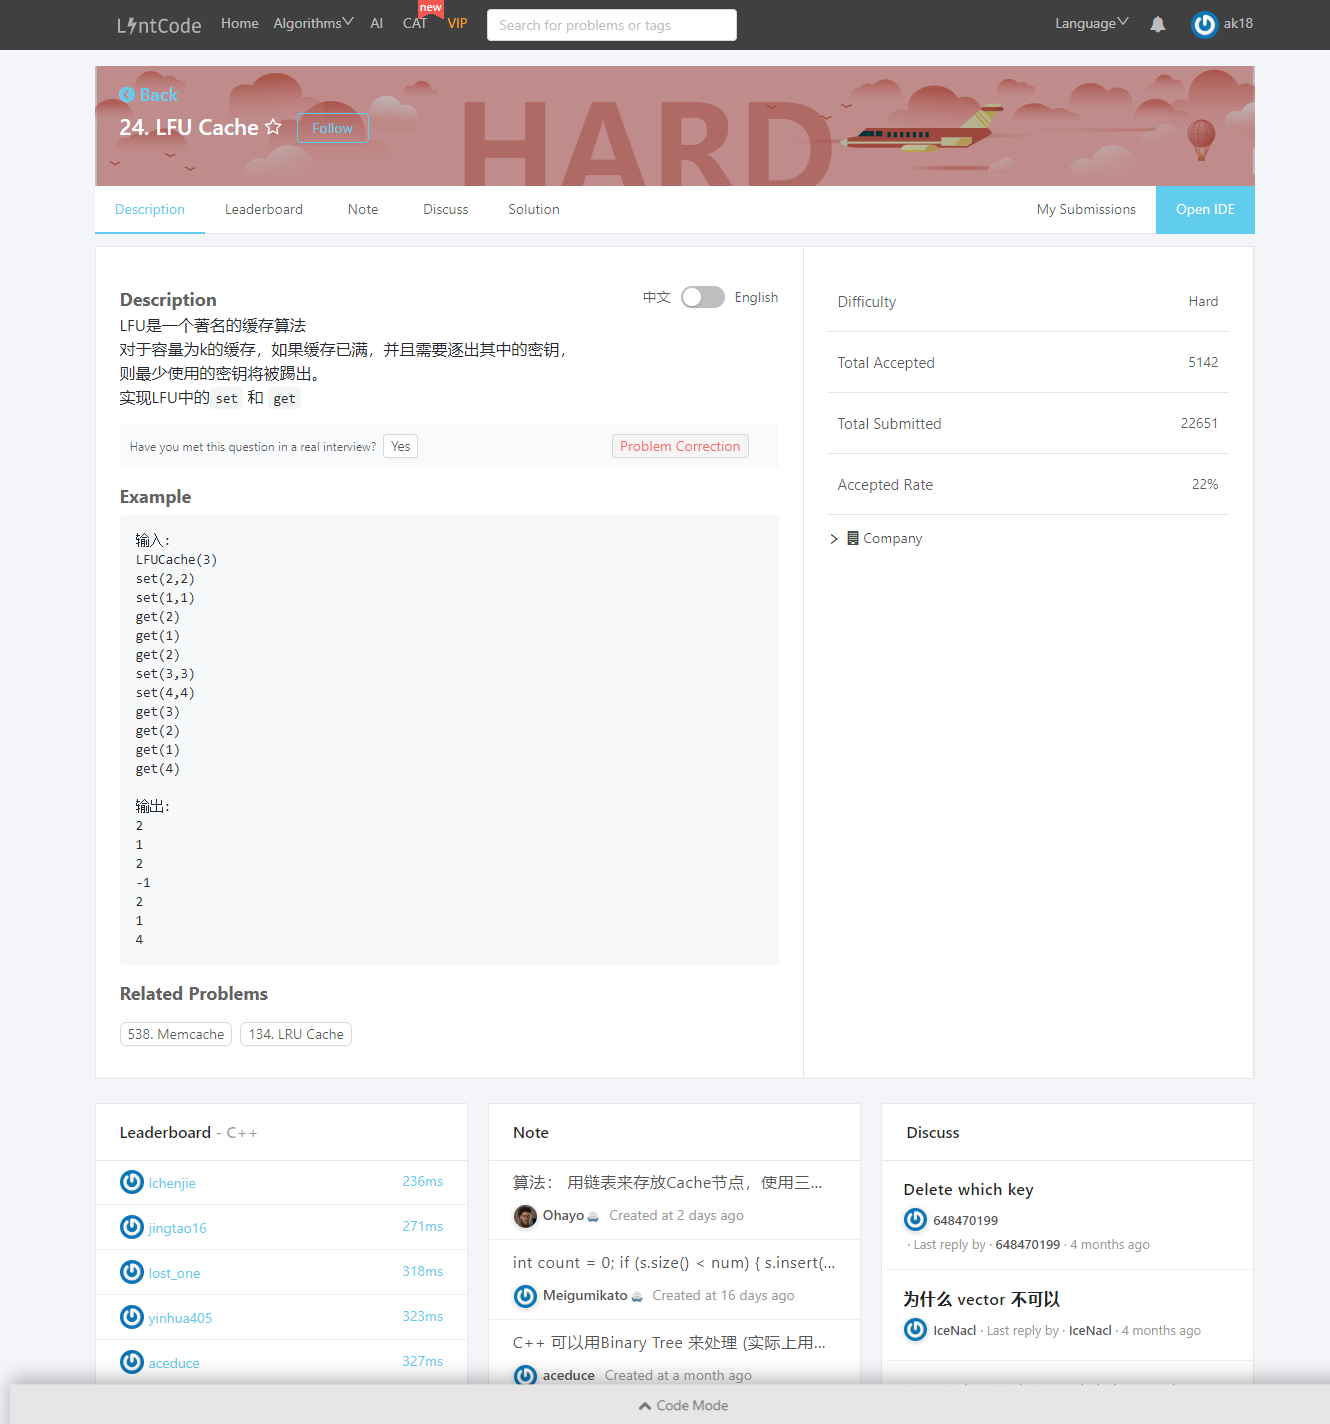 LintCode Home Algorithms AI CAT new VIP Search for problems or tags Language ak18
Back
HARD
24. LFU Cache Follow
Description Leaderboard Note Discuss Solution My Submissions Open IDE
Description 中文 English
LFU是一个著名的缓存算法
对于容量为k的缓存，如果缓存已满，并且需要逐出其中的密钥，
则最少使用的密钥将被踢出。
实现LFU中的 set 和 get
Have you met this question in a real interview? Yes Problem Correction
Example
输入:
LFUCache(3)
set(2,2)
set(1,1)
get(2)
get(1)
get(2)
set(3,3)
set(4,4)
get(3)
get(2)
get(1)
get(4)
输出:
2
1
2
-1
2
1
4
Related Problems
538. Memcache 134. LRU Cache
Difficulty Hard
Total Accepted 5142
Total Submitted 22651
Accepted Rate 22%
Company
Leaderboard - C++
lchenjie 236ms
jingtao16 271ms
lost_one 318ms
yinhua405 323ms
aceduce 327ms
Note
算法： 用链表来存放Cache节点，使用三...
Ohayo Created at 2 days ago
int count = 0; if (s.size() < num) { s.insert(...
Meigumikato Created at 16 days ago
C++ 可以用Binary Tree 来处理 (实际上用...
aceduce Created at a month ago
Discuss
Delete which key
648470199
· Last reply by · 648470199 · 4 months ago
为什么 vector 不可以
IceNacl · Last reply by · IceNacl · 4 months ago
Code Mode